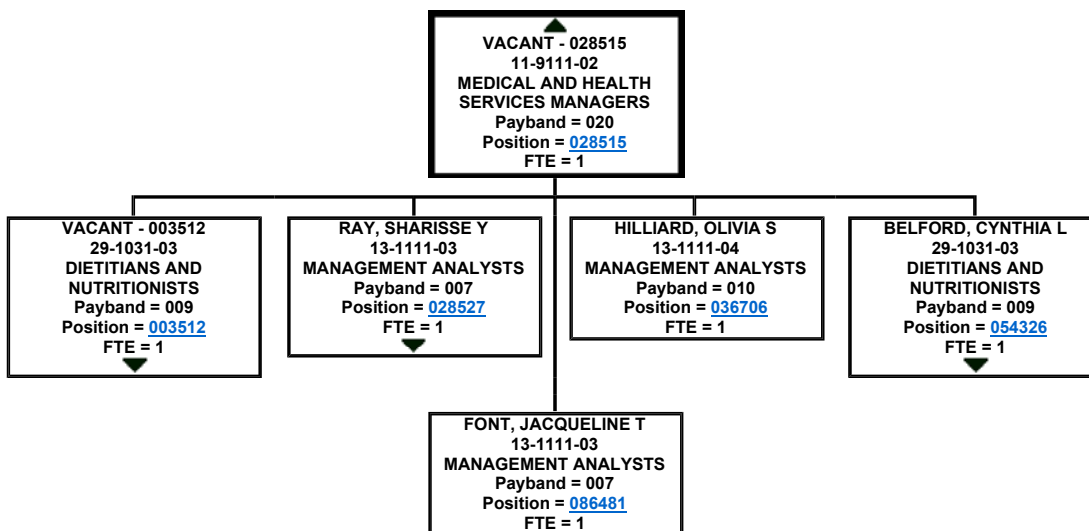 VACANT - 028515
11-9111-02
MEDICAL AND HEALTH
SERVICES MANAGERS
Payband = 020
Position = 028515
FTE = 1
VACANT - 003512
29-1031-03
DIETITIANS AND
NUTRITIONISTS
Payband = 009
Position = 003512
FTE = 1
RAY, SHARISSE Y
13-1111-03
MANAGEMENT ANALYSTS
Payband = 007
Position = 028527
FTE = 1
HILLIARD, OLIVIA S
13-1111-04
MANAGEMENT ANALYSTS
Payband = 010
Position = 036706
FTE = 1
BELFORD, CYNTHIA L
29-1031-03
DIETITIANS AND
NUTRITIONISTS
Payband = 009
Position = 054326
FTE = 1
FONT, JACQUELINE T
13-1111-03
MANAGEMENT ANALYSTS
Payband = 007
Position = 086481
FTE = 1